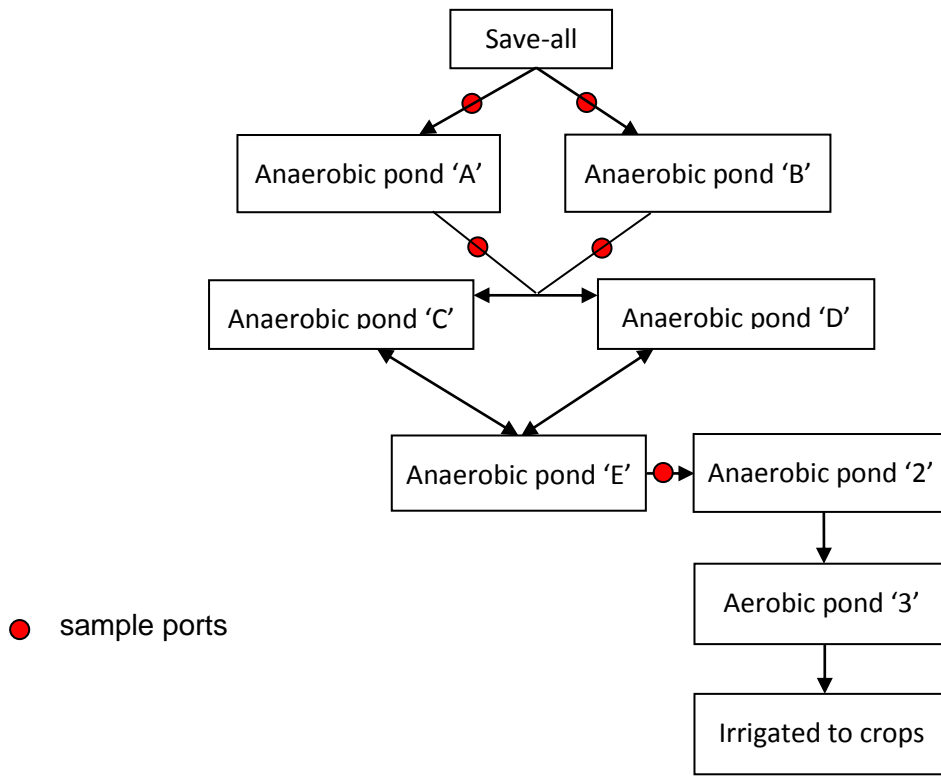 Save-all
Anaerobic pond ‘A’
Anaerobic pond ‘B’
Anaerobic pond ‘C’
Anaerobic pond ‘D’
Anaerobic pond ‘E’
Anaerobic pond ‘2’
Aerobic pond ‘3’
sample ports
Irrigated to crops